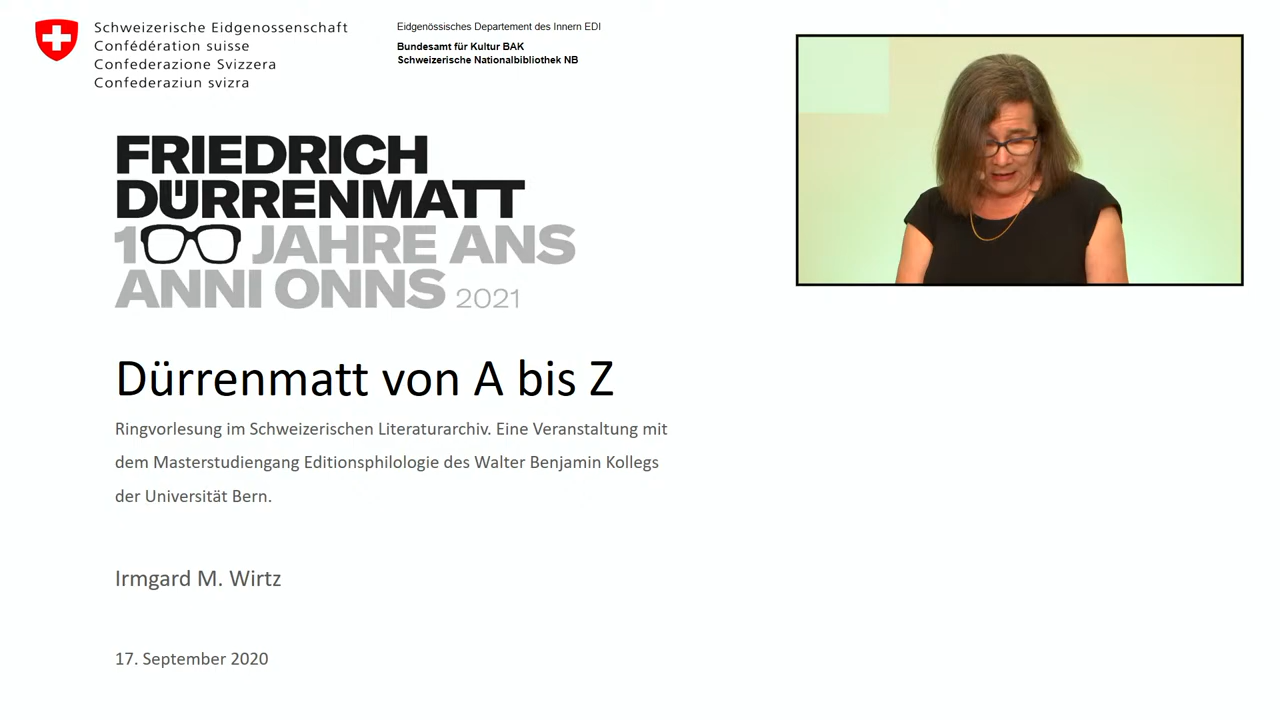 Schweizerische Eidgenossenschaft
Confédération suisse
Confederazione Svizzera
Confederaziun svizra
Eidgenössisches Departement des Innern EDI
Bundesamt für Kultur BAK
Schweizerische Nationalbibliothek NB
FRIEDRICH
DÜRRENMATT
100 JAHRE ANS
ANNI ONNS 2021
Dürrenmatt von A bis Z
Ringvorlesung im Schweizerischen Literaturarchiv. Eine Veranstaltung mit
dem Masterstudiengang Editionsphilologie des Walter Benjamin Kollegs
der Universität Bern.
Irmgard M. Wirtz
17. September 2020